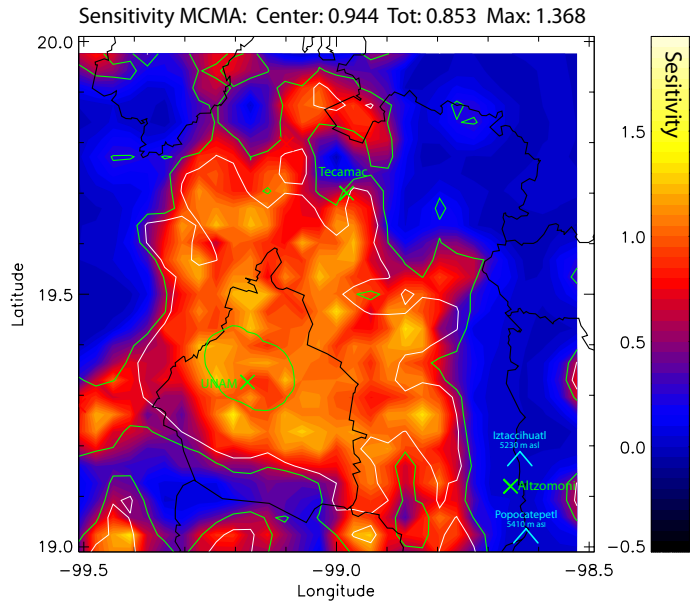 Sensitivity MCMA: Center: 0.944 Tot: 0.853 Max: 1.368
20.0
19.5
19.0
Latitude
-99.5
-99.0
-98.5
Longitude
Tecamac
UNAM
Iztaccihuatl
5230 m asl
Altzomoni
Popocatepetl
5410 m asl
Sesitivity
1.5
1.0
0.5
0.0
-0.5